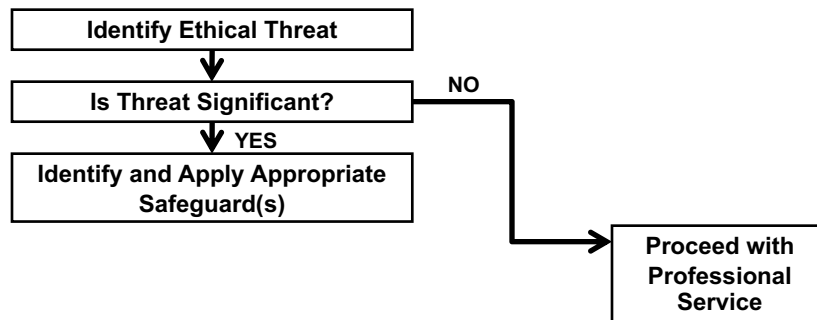 Identify Ethical Threat
Is Threat Significant?
NO
YES
Identify and Apply Appropriate
Safeguard(s)
Proceed with
Professional
Service